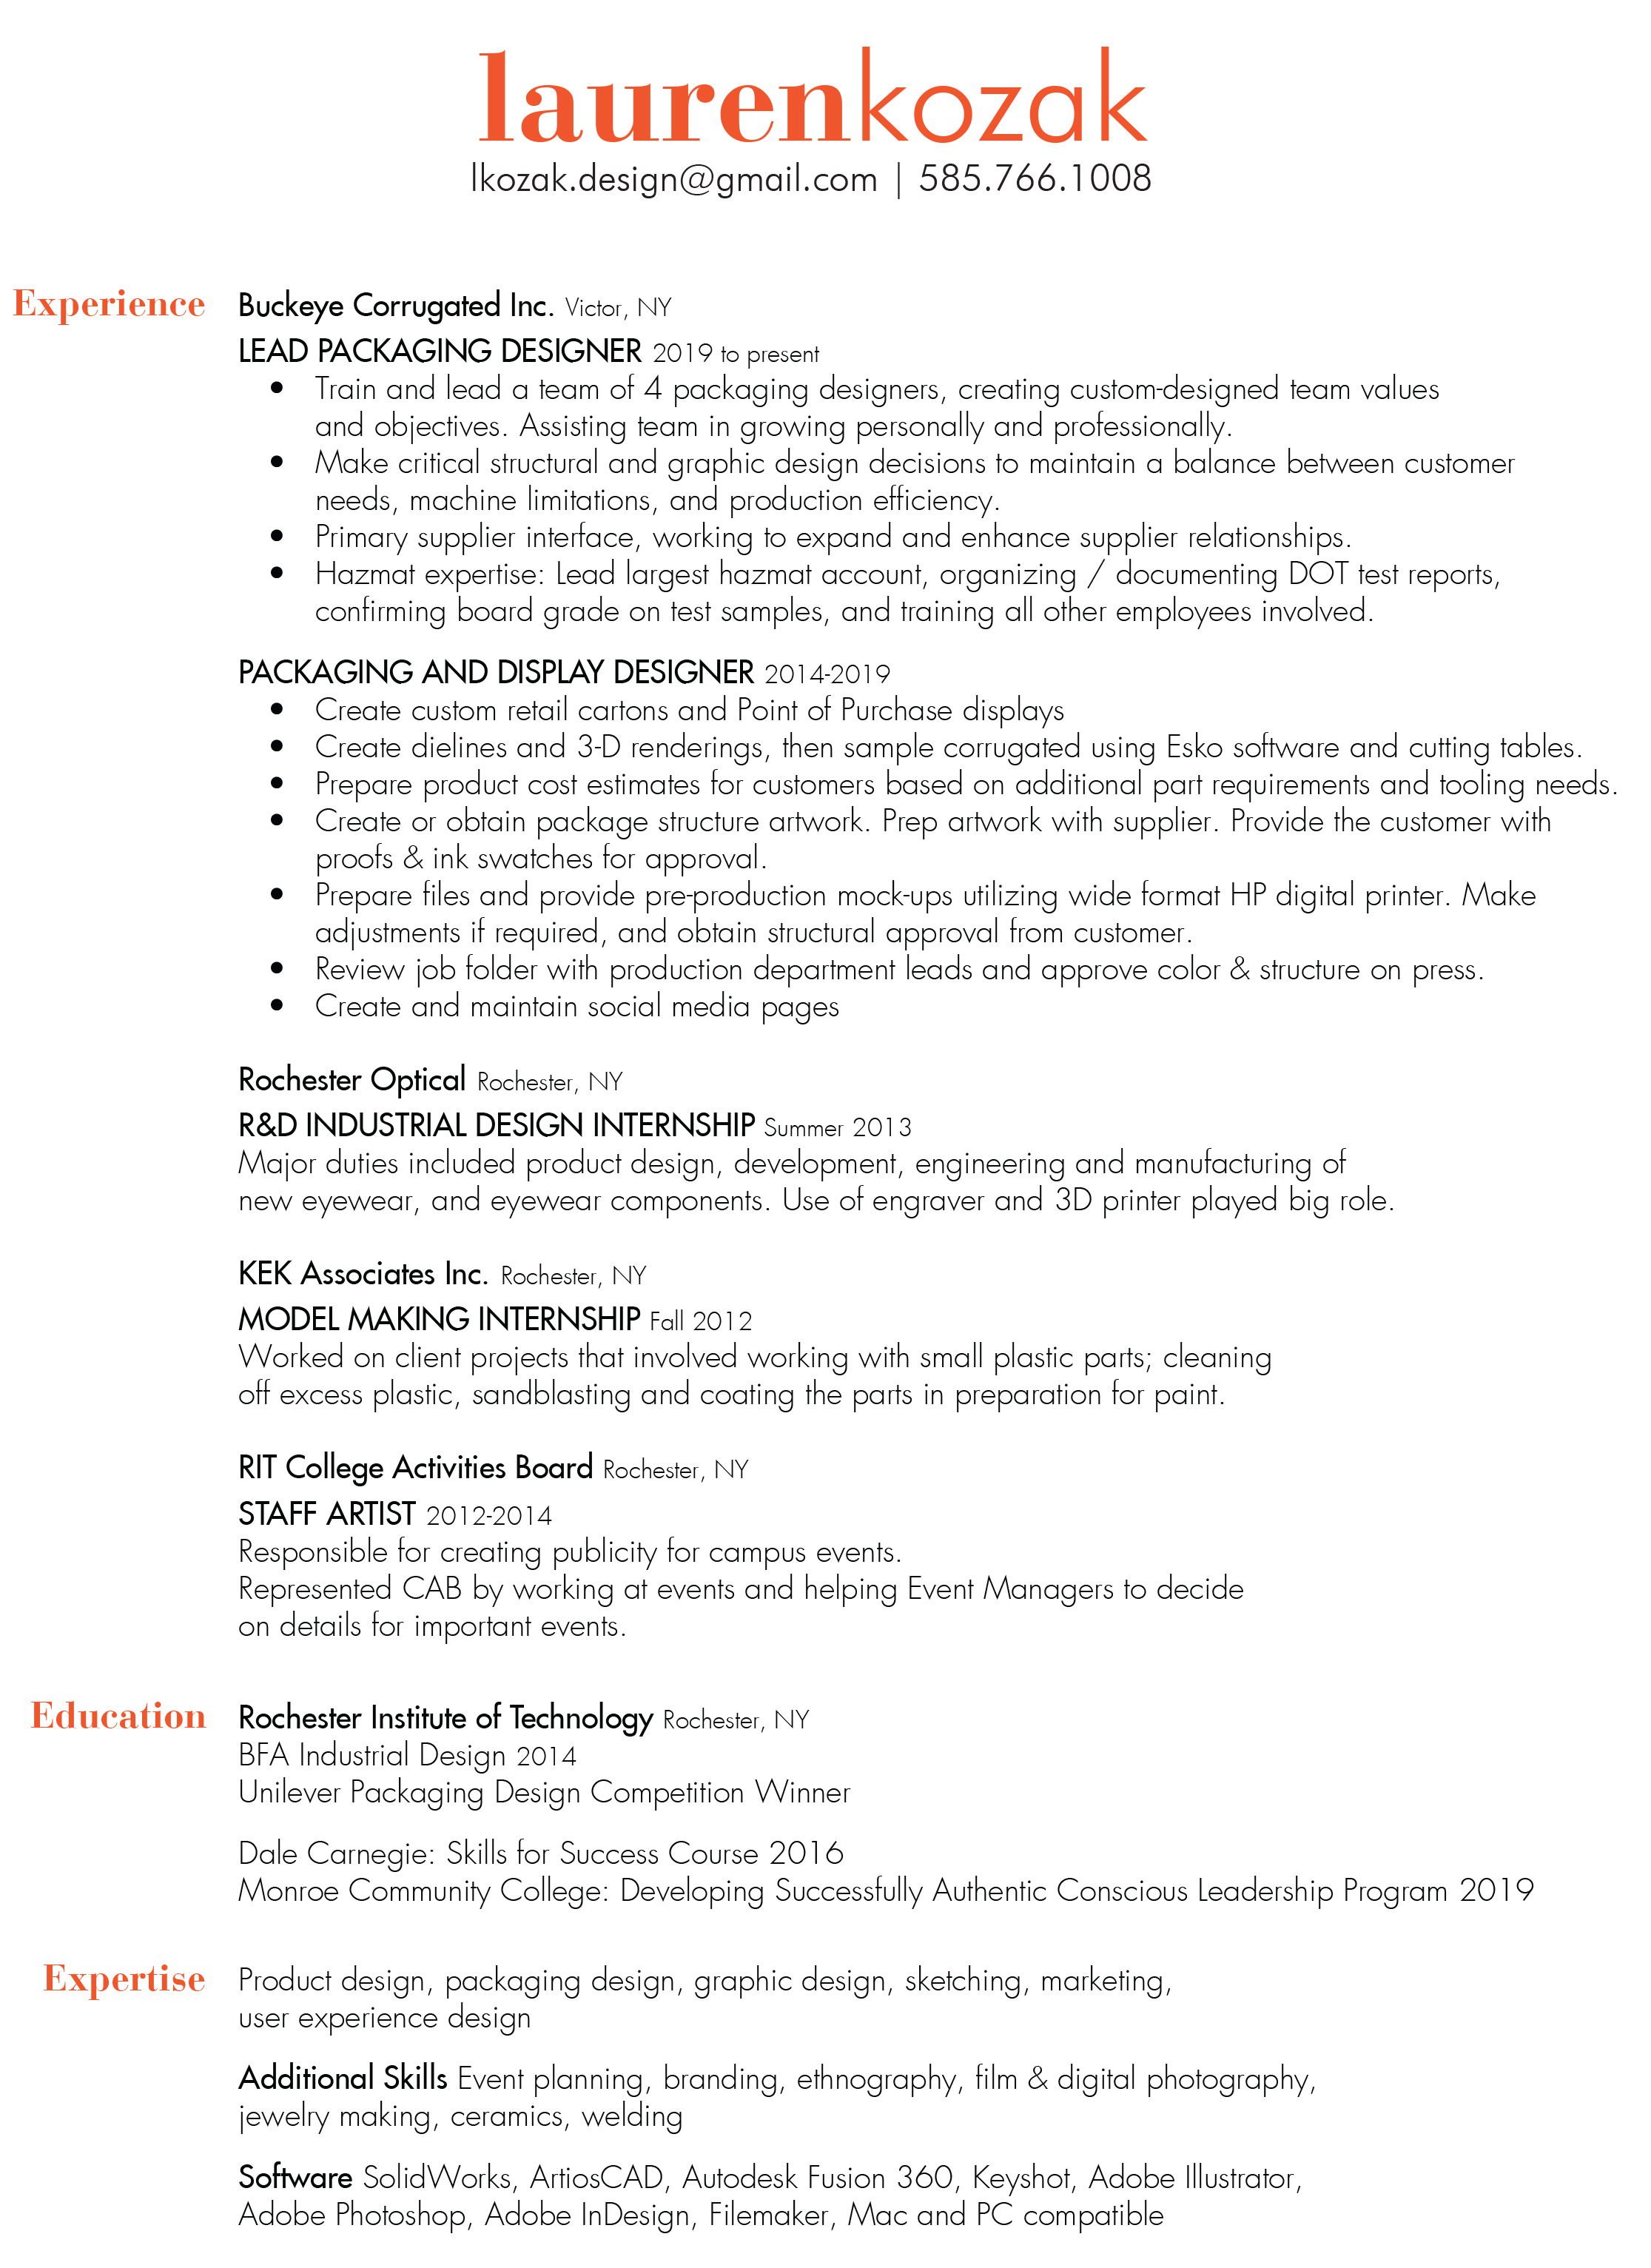 laurenkozak
lkozak.design@gmail.com | 585.766.1008
Experience
Buckeye Corrugated Inc. Victor, NY
LEAD PACKAGING DESIGNER 2019 to present
• Train and lead a team of 4 packaging designers, creating custom-designed team values
and objectives. Assisting team in growing personally and professionally.
• Make critical structural and graphic design decisions to maintain a balance between customer
needs, machine limitations, and production efficiency.
• Primary supplier interface, working to expand and enhance supplier relationships.
• Hazmat expertise: Lead largest hazmat account, organizing / documenting DOT test reports,
confirming board grade on test samples, and training all other employees involved.
PACKAGING AND DISPLAY DESIGNER 2014-2019
• Create custom retail cartons and Point of Purchase displays
• Create dielines and 3-D renderings, then sample corrugated using Esko software and cutting tables.
• Prepare product cost estimates for customers based on additional part requirements and tooling needs.
• Create or obtain package structure artwork. Prep artwork with supplier. Provide the customer with
proofs & ink swatches for approval.
• Prepare files and provide pre-production mock-ups utilizing wide format HP digital printer. Make
adjustments if required, and obtain structural approval from customer.
• Review job folder with production department leads and approve color & structure on press.
• Create and maintain social media pages
Rochester Optical Rochester, NY
R&D INDUSTRIAL DESIGN INTERNSHIP Summer 2013
Major duties included product design, development, engineering and manufacturing of
new eyewear, and eyewear components. Use of engraver and 3D printer played big role.
KEK Associates Inc. Rochester, NY
MODEL MAKING INTERNSHIP Fall 2012
Worked on client projects that involved working with small plastic parts; cleaning
off excess plastic, sandblasting and coating the parts in preparation for paint.
RIT College Activities Board Rochester, NY
STAFF ARTIST 2012-2014
Responsible for creating publicity for campus events.
Represented CAB by working at events and helping Event Managers to decide
on details for important events.
Education
Rochester Institute of Technology Rochester, NY
BFA Industrial Design 2014
Unilever Packaging Design Competition Winner
Dale Carnegie: Skills for Success Course 2016
Monroe Community College: Developing Successfully Authentic Conscious Leadership Program 2019
Expertise
Product design, packaging design, graphic design, sketching, marketing,
user experience design
Additional Skills Event planning, branding, ethnography, film & digital photography,
jewelry making, ceramics, welding
Software SolidWorks, ArtiosCAD, Autodesk Fusion 360, Keyshot, Adobe Illustrator,
Adobe Photoshop, Adobe InDesign, Filemaker, Mac and PC compatible